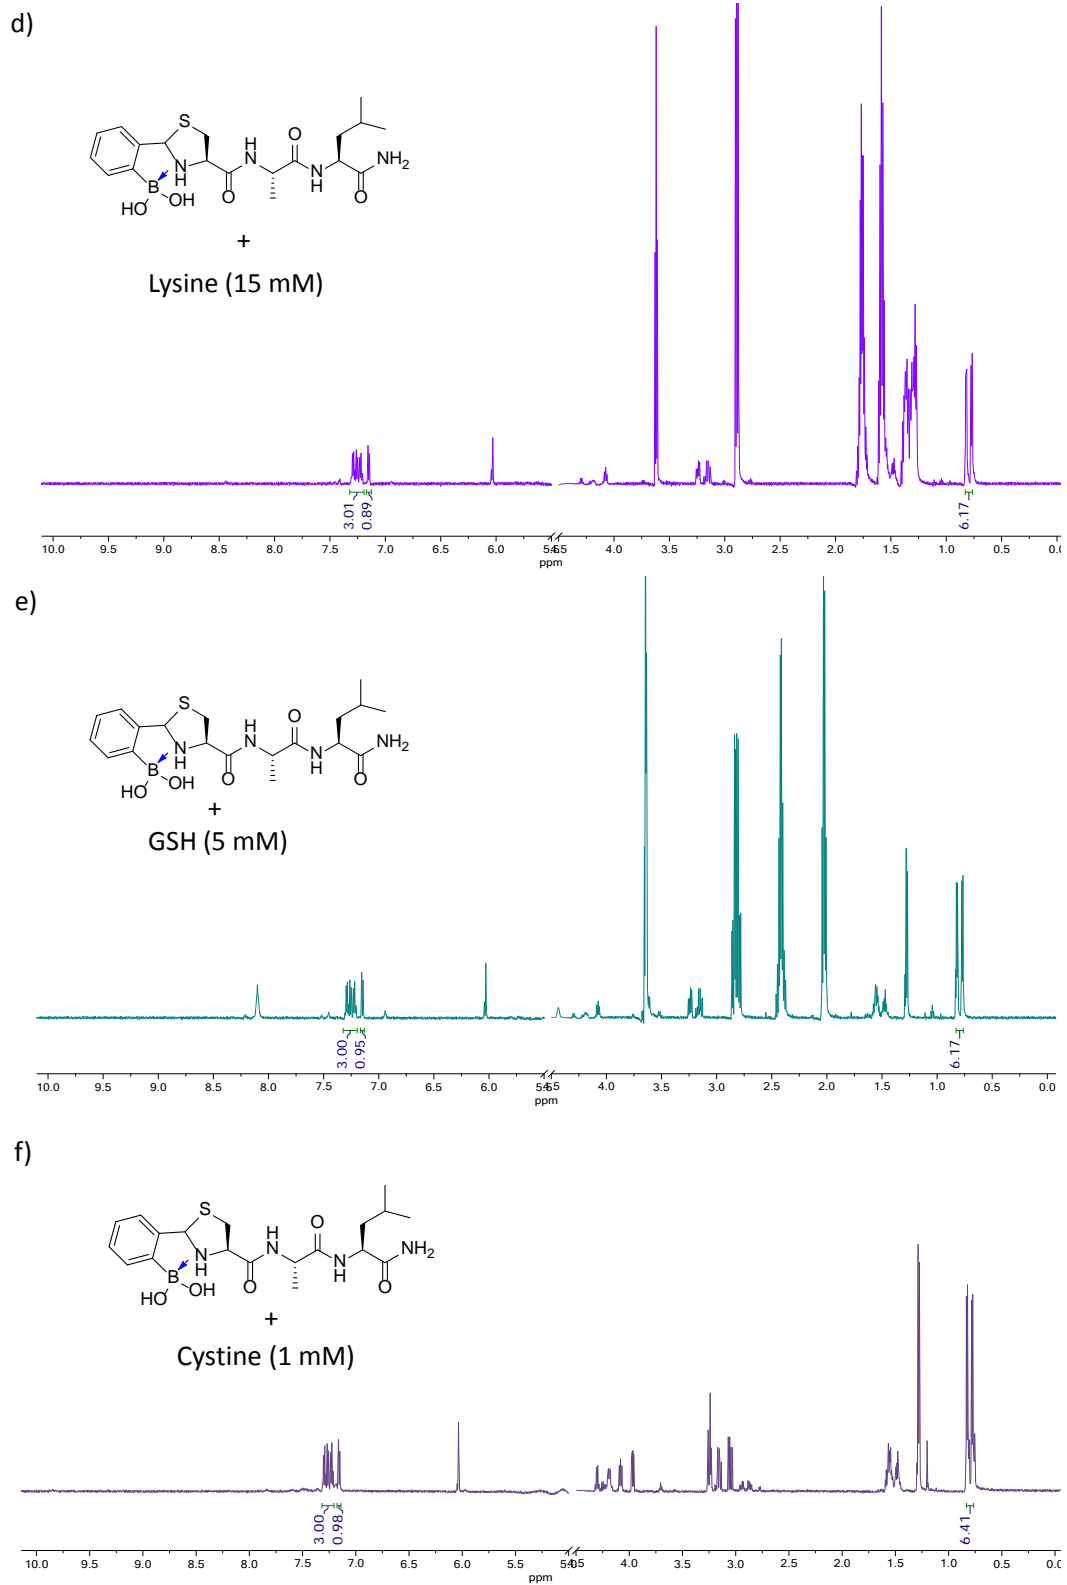 d)
S
N
H
B
HO
OH
O
H
N
O
N
H
O
NH2
+
Lysine (15 mM)
3.01
0.89
6.17
10.0 9.5 9.0 8.5 8.0 7.5 7.0 6.5 6.0 4.0 3.5 3.0 2.5 2.0 1.5 1.0 0.5
ppm
e)
S
N
H
B
HO
OH
O
H
N
O
N
H
O
NH2
+
GSH (5 mM)
3.00
0.95
6.17
10.0 9.5 9.0 8.5 8.0 7.5 7.0 6.5 6.0 4.0 3.5 3.0 2.5 2.0 1.5 1.0 0.5 0.0
ppm
f)
S
N
H
B
HO
OH
O
H
N
O
N
H
O
NH2
+
Cystine (1 mM)
3.00
0.98
6.41
10.0 9.5 9.0 8.5 8.0 7.5 7.0 6.5 6.0 5.5 4.0 3.5 3.0 2.5 2.0 1.5 1.0 0.5
ppm